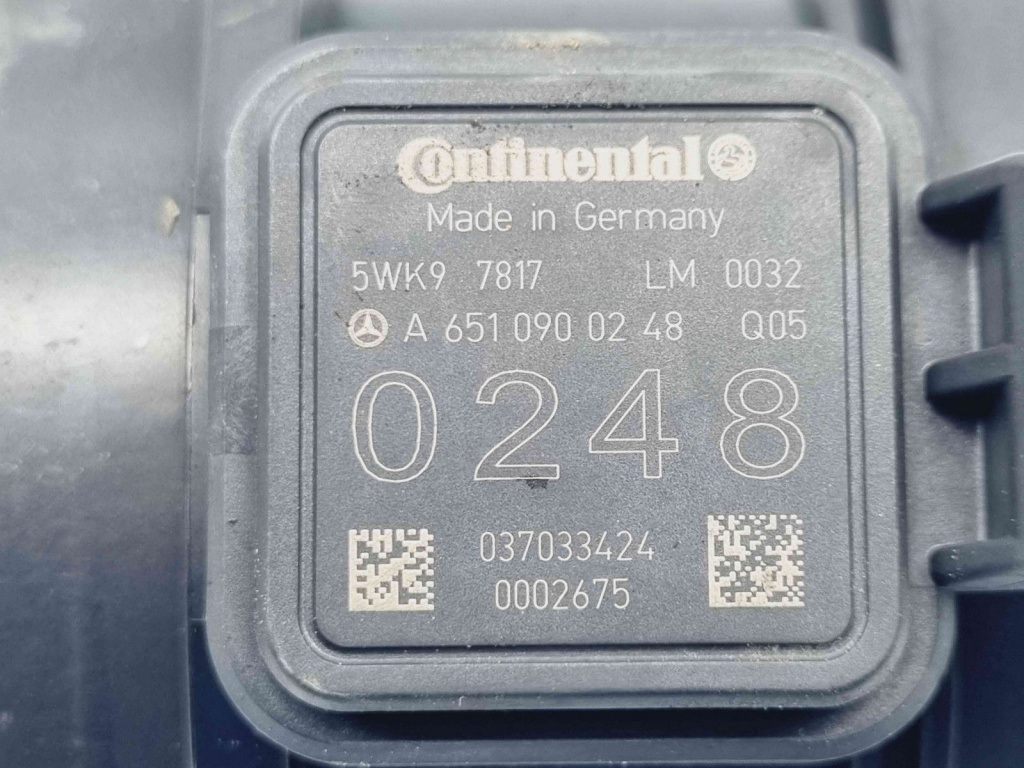 Continental
Made in Germany
5WK9 7817 LM 0032
A 651 090 02 48 Q05
0248
037033424
0002675